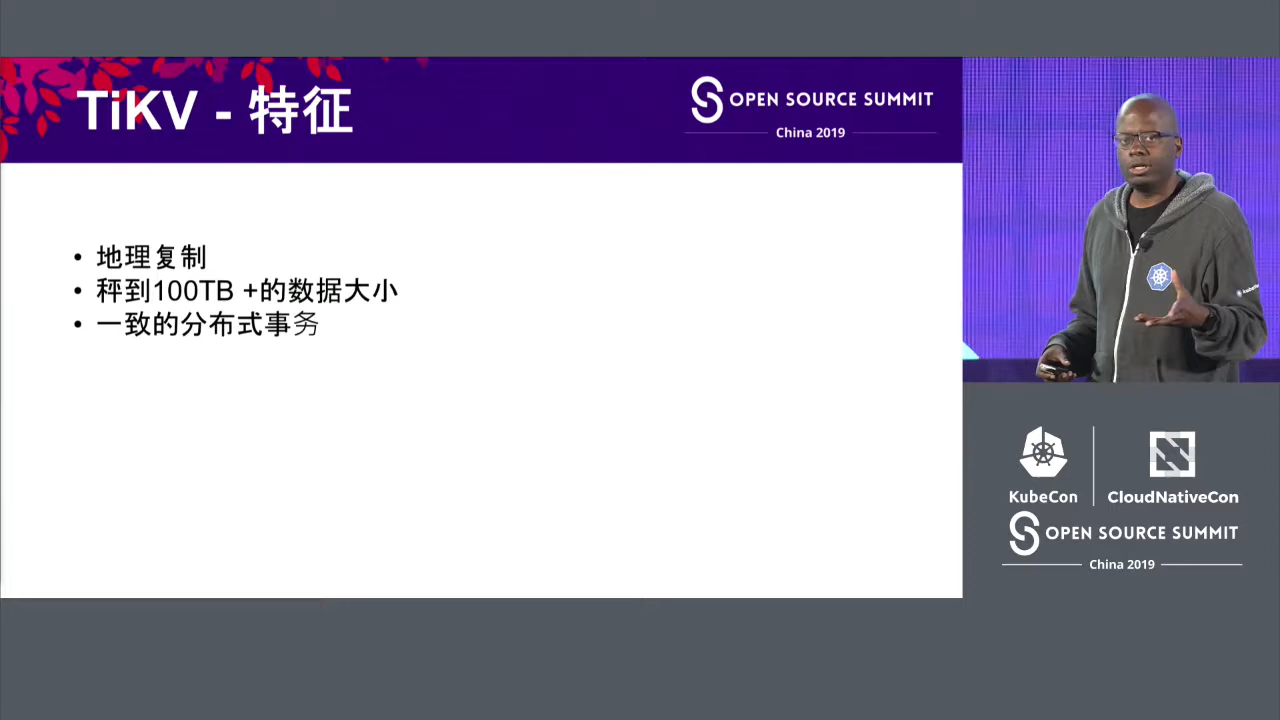 TiKV - 特征
OPEN SOURCE SUMMIT
China 2019
• 地理复制
• 秤到100TB +的数据大小
• 一致的分布式事务
KubeCon
CloudNativeCon
OPEN SOURCE SUMMIT
China 2019